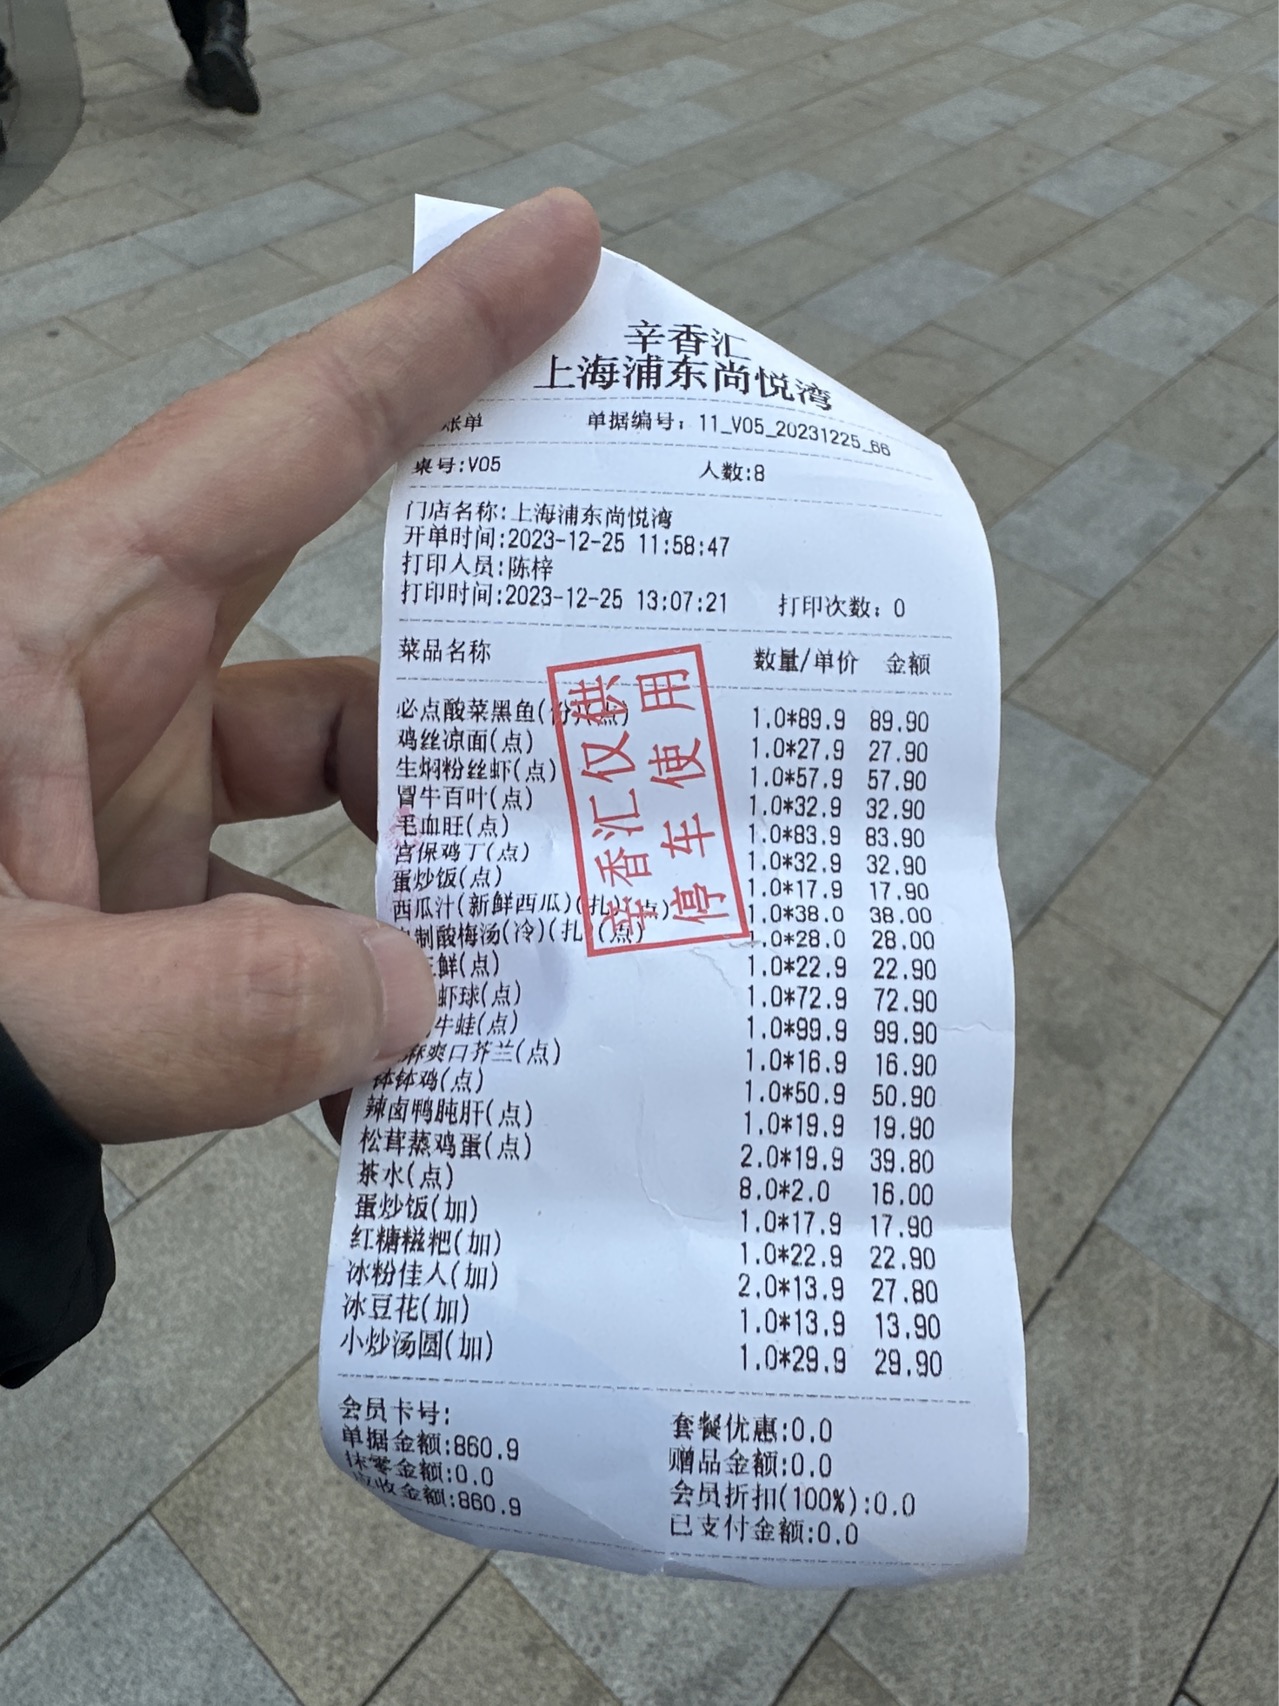 辛香汇
上海浦东尚悦湾
账单 单据编号：11_V05_20231225_66
桌号:V05 人数:8
门店名称:上海浦东尚悦湾
开单时间:2023-12-25 11:58:47
打印人员:陈梓
打印时间:2023-12-25 13:07:21 打印次数：0
菜品名称 数量/单价 金额
必点酸菜黑鱼(份)(点) 1.0*89.9 89.90
鸡丝凉面(点) 1.0*27.9 27.90
生焖粉丝虾(点) 1.0*57.9 57.90
冒牛百叶(点) 1.0*32.9 32.90
毛血旺(点) 1.0*83.9 83.90
宫保鸡丁(点) 1.0*32.9 32.90
蛋炒饭(点) 1.0*17.9 17.90
西瓜汁(新鲜西瓜)(扎)(点) 1.0*38.0 38.00
制酸梅汤(冷)(扎)(点) 1.0*28.0 28.00
鲜(点) 1.0*22.9 22.90
虾球(点) 1.0*72.9 72.90
牛蛙(点) 1.0*99.9 99.90
麻爽口芥兰(点) 1.0*16.9 16.90
钵钵鸡(点) 1.0*50.9 50.90
辣卤鸭肫肝(点) 1.0*19.9 19.90
松茸蒸鸡蛋(点) 2.0*19.9 39.80
茶水(点) 8.0*2.0 16.00
蛋炒饭(加) 1.0*17.9 17.90
红糖糍粑(加) 1.0*22.9 22.90
冰粉佳人(加) 2.0*13.9 27.80
冰豆花(加) 1.0*13.9 13.90
小炒汤圆(加) 1.0*29.9 29.90
辛香汇仅供
停车使用
会员卡号: 套餐优惠:0.0
单据金额:860.9 赠品金额:0.0
抹零金额:0.0 会员折扣(100%):0.0
应收金额:860.9 已支付金额:0.0